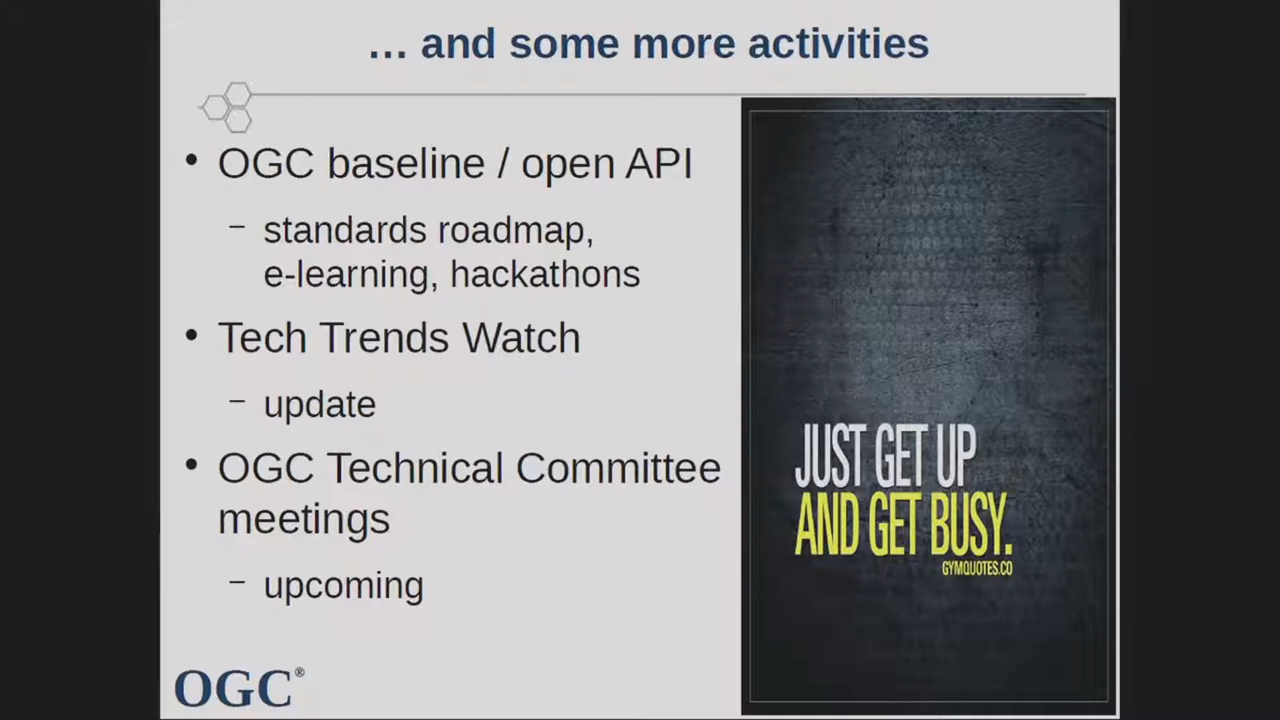 … and some more activities
• OGC baseline / open API
– standards roadmap,
e-learning, hackathons
• Tech Trends Watch
– update
• OGC Technical Committee
meetings
– upcoming
JUST GET UP
AND GET BUSY.
GYMQUOTES.CO
OGC®